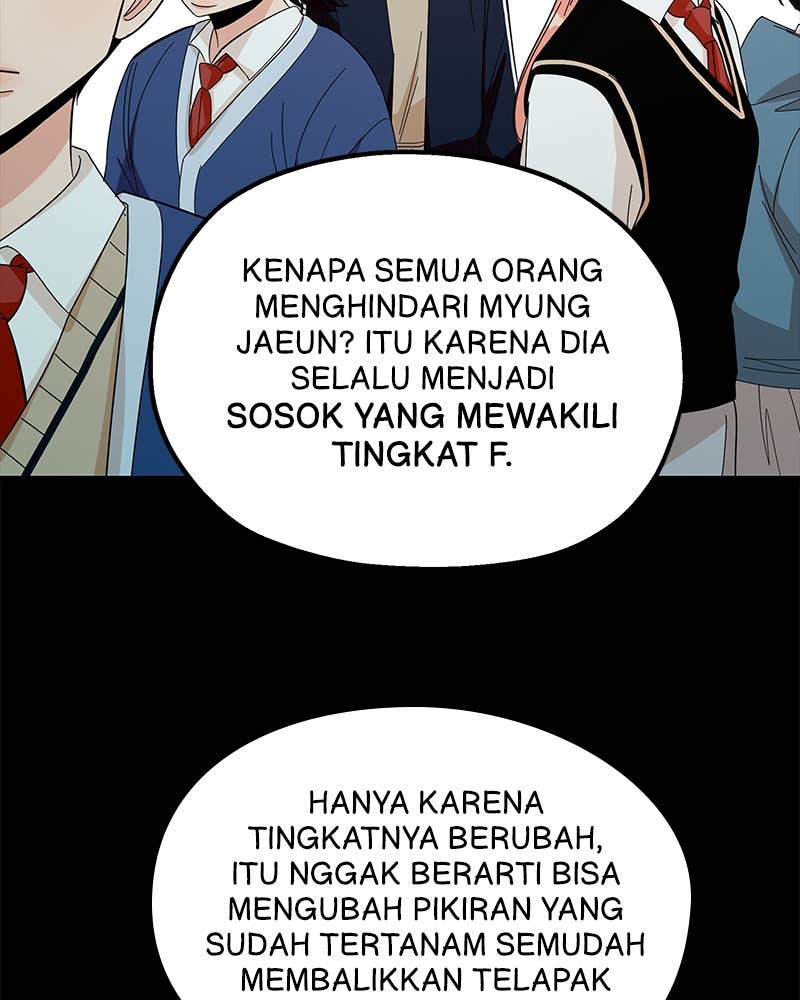 KENAPA SEMUA ORANG
MENGHINDARI MYUNG
JAEUN? ITU KARENA DIA
SELALU MENJADI
SOSOK YANG MEWAKILI
TINGKAT F.
HANYA KARENA
TINGKATNYA BERUBAH,
ITU NGGAK BERARTI BISA
MENGUBAH PIKIRAN YANG
SUDAH TERTANAM SEMUDAH
MEMBALIKKAN TELAPAK